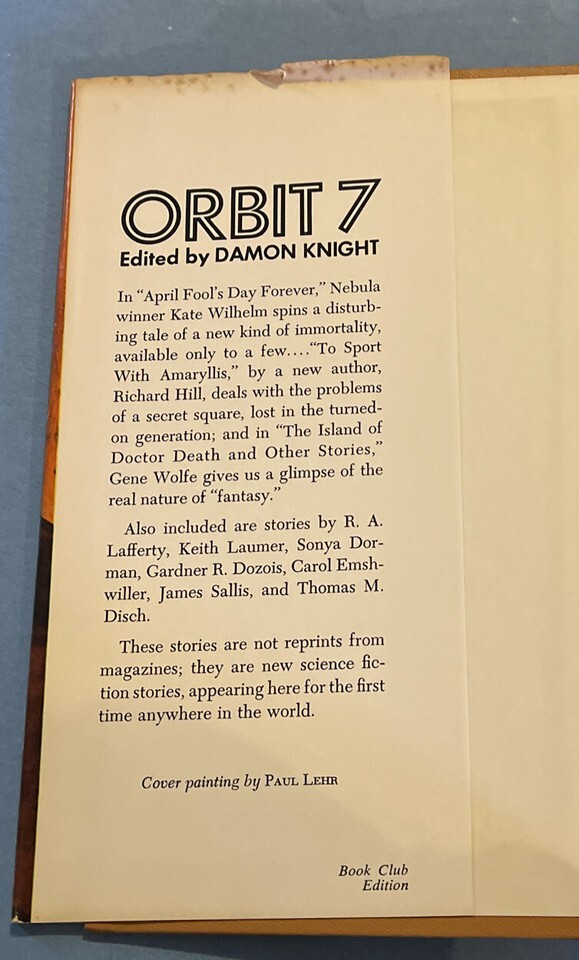 ORBIT 7
Edited by DAMON KNIGHT
In “April Fool’s Day Forever,” Nebula
winner Kate Wilhelm spins a disturb-
ing tale of a new kind of immortality,
available only to a few....“To Sport
With Amaryllis,” by a new author,
Richard Hill, deals with the problems
of a secret square, lost in the turned-
on generation; and in “The Island of
Doctor Death and Other Stories,”
Gene Wolfe gives us a glimpse of the
real nature of “fantasy.”
Also included are stories by R. A.
Lafferty, Keith Laumer, Sonya Dor-
man, Gardner R. Dozois, Carol Emsh-
willer, James Sallis, and Thomas M.
Disch.
These stories are not reprints from
magazines; they are new science fic-
tion stories, appearing here for the first
time anywhere in the world.
Cover painting by PAUL LEHR
Book Club
Edition